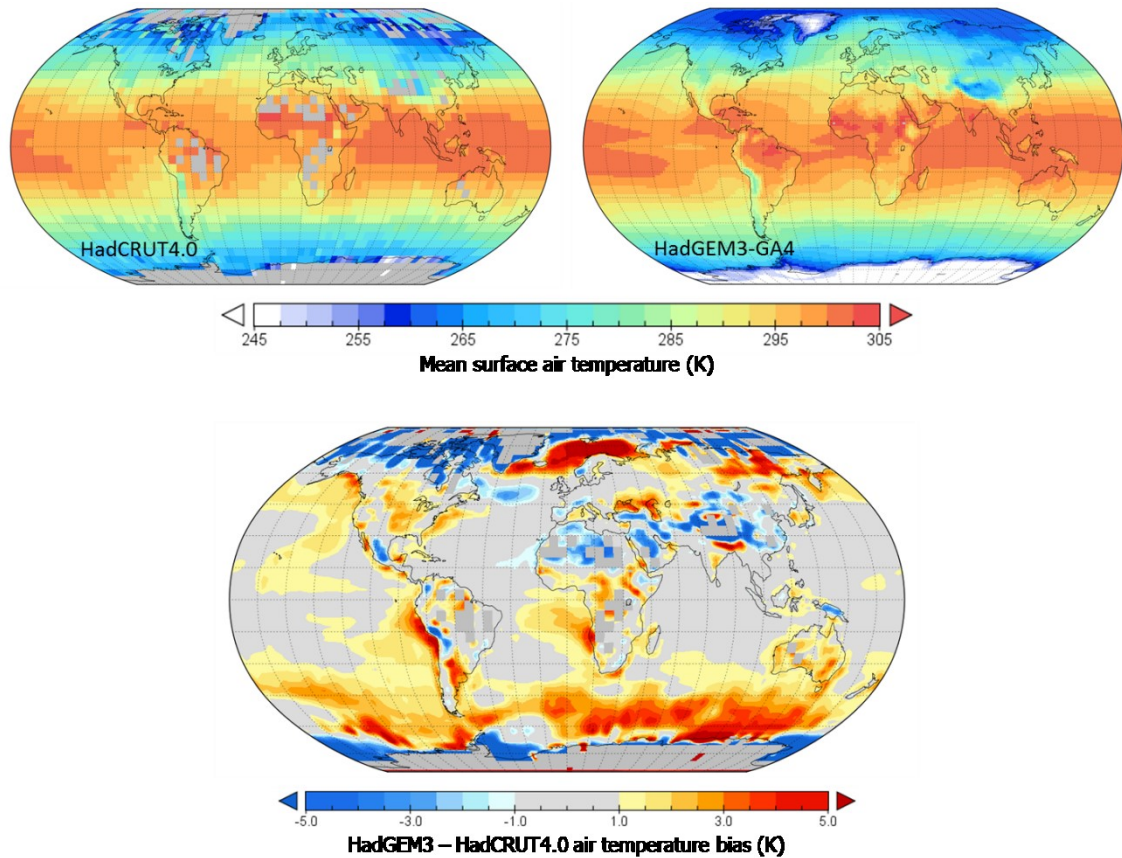 HadCRUT4.0
HadGEM3-GA4
245 255 265 275 285 295 305
Mean surface air temperature (K)
-5.0 -3.0 -1.0 1.0 3.0 5.0
HadGEM3 – HadCRUT4.0 air temperature bias (K)